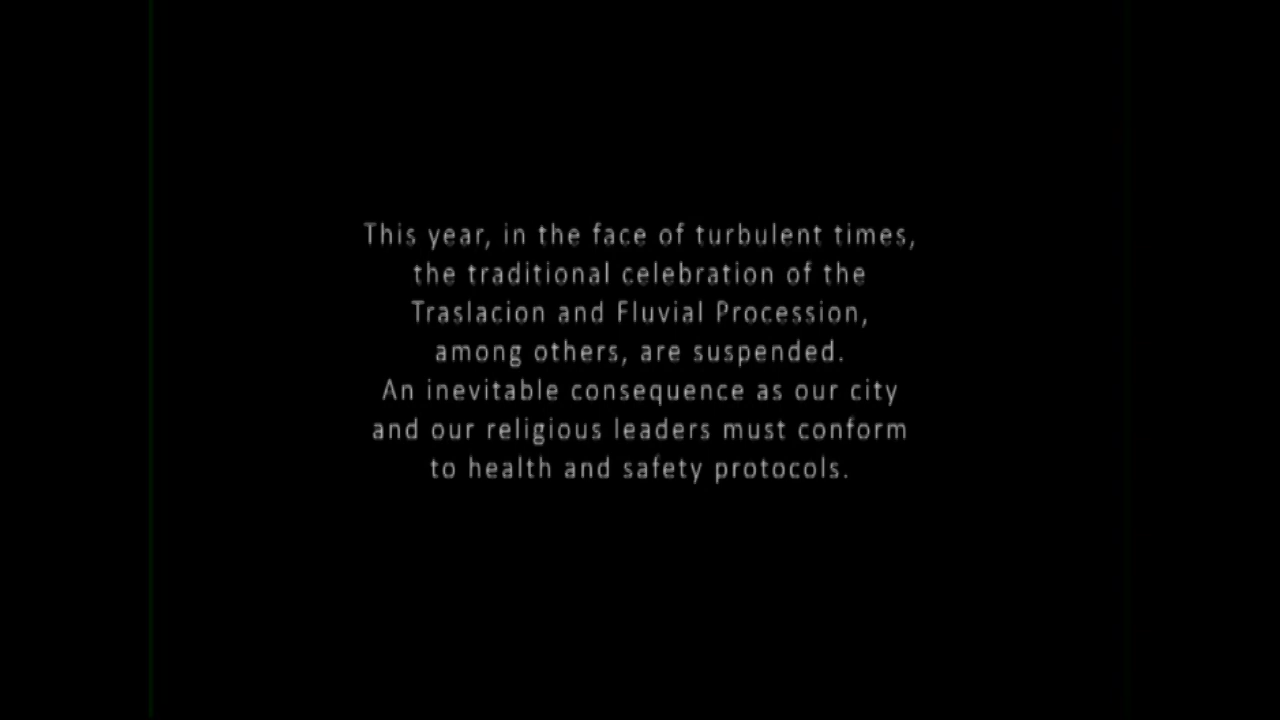 This year, in the face of turbulent times,
the traditional celebration of the
Traslacion and Fluvial Procession,
among others, are suspended.
An inevitable consequence as our city
and our religious leaders must conform
to health and safety protocols.